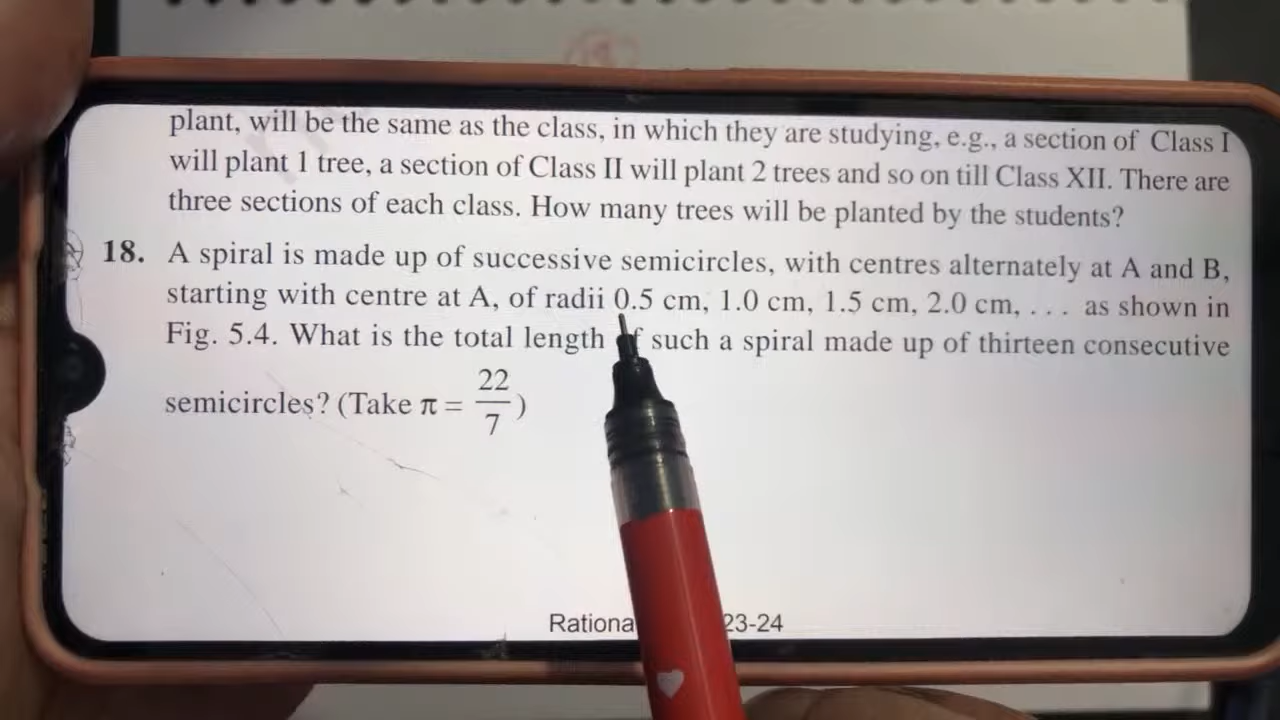 plant, will be the same as the class, in which they are studying, e.g., a section of Class I
will plant 1 tree, a section of Class II will plant 2 trees and so on till Class XII. There are
three sections of each class. How many trees will be planted by the students?
18. A spiral is made up of successive semicircles, with centres alternately at A and B,
starting with centre at A, of radii 0.5 cm, 1.0 cm, 1.5 cm, 2.0 cm, . . . as shown in
Fig. 5.4. What is the total length of such a spiral made up of thirteen consecutive
semicircles? (Take π = 22/7)
23-24